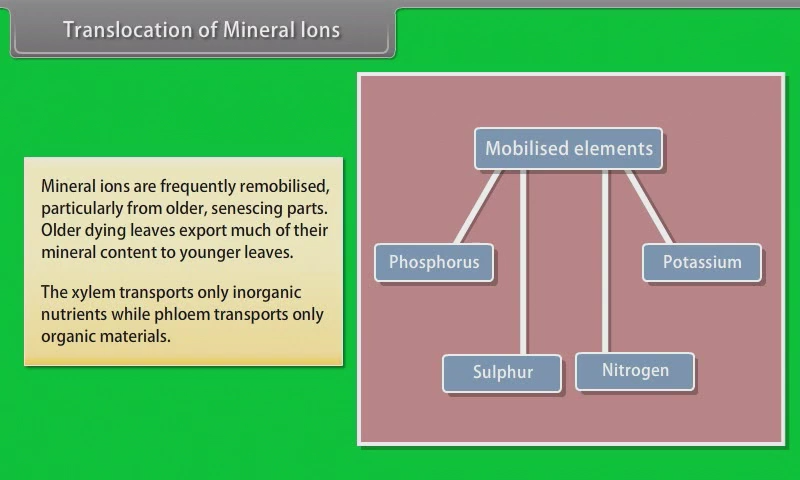 Translocation of Mineral Ions
Mineral ions are frequently remobilised,
particularly from older, senescing parts.
Older dying leaves export much of their
mineral content to younger leaves.
The xylem transports only inorganic
nutrients while phloem transports only
organic materials.
Mobilised elements
Phosphorus
Potassium
Sulphur
Nitrogen